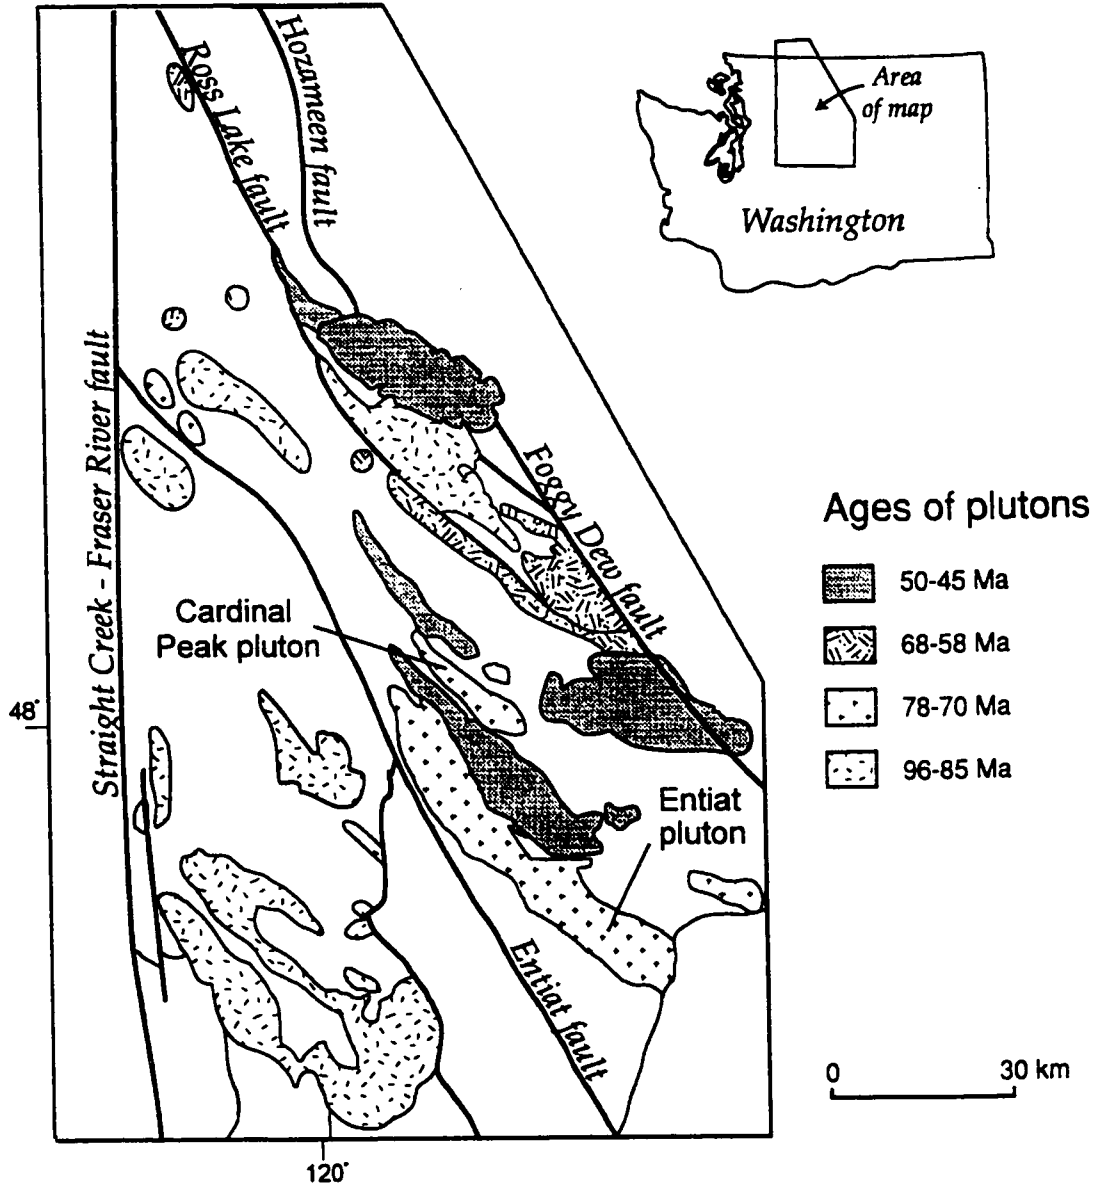 Hozameen fault
Ross Lake fault
Area
of map
Washington
Straight Creek - Fraser River fault
Foggy Dew fault
Ages of plutons
50-45 Ma
68-58 Ma
78-70 Ma
96-85 Ma
Cardinal
Peak pluton
48°
Entiat
pluton
Entiat fault
0 30 km
120°